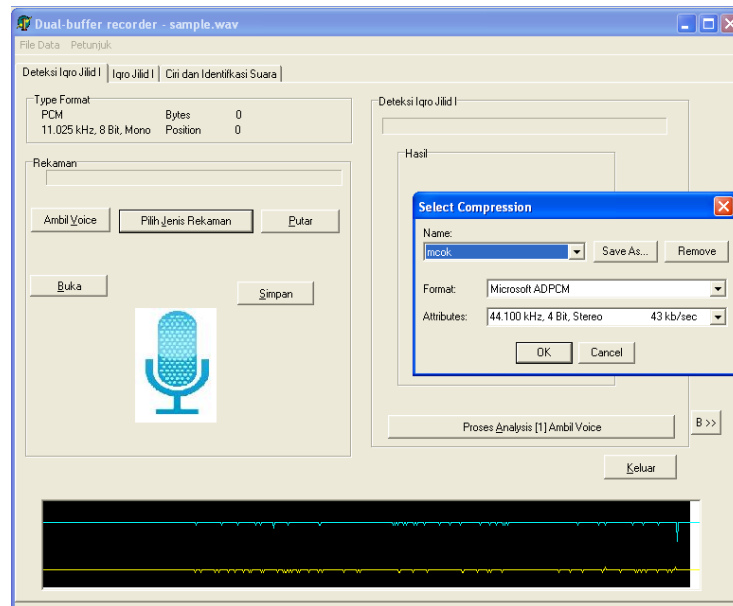 Dual-buffer recorder - sample.wav
File Data Petunjuk
Deteksi Iqro Jilid I Iqro Jilid I Ciri dan Identifkasi Suara
Type Format
PCM Bytes 0
11.025 kHz, 8 Bit, Mono Position 0
Rekaman
Ambil Voice Pilih Jenis Rekaman Putar
Buka
Simpan
Deteksi Iqro Jilid I
Hasil
Select Compression
Name:
mcok Save As... Remove
Format: Microsoft ADPCM
Attributes: 44.100 kHz, 4 Bit, Stereo 43 kb/sec
OK Cancel
Proses Analysis [1] Ambil Voice
B >>
Keluar